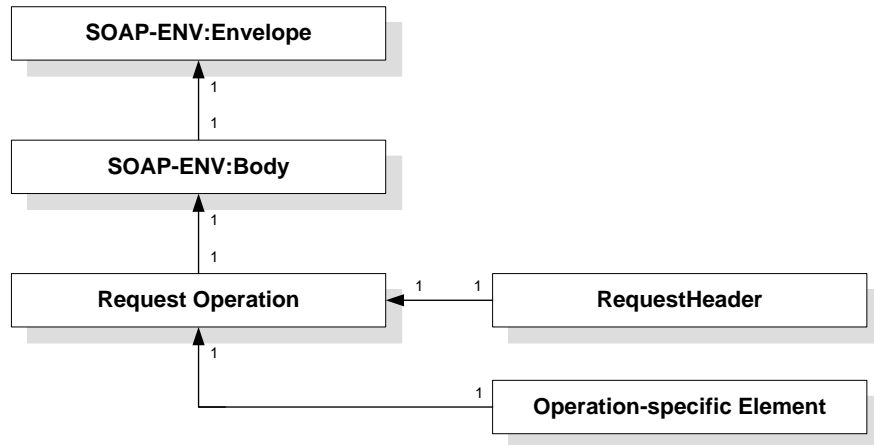 SOAP-ENV:Envelope
1
1
SOAP-ENV:Body
1
1
Request Operation
1
1
RequestHeader
1
1
Operation-specific Element